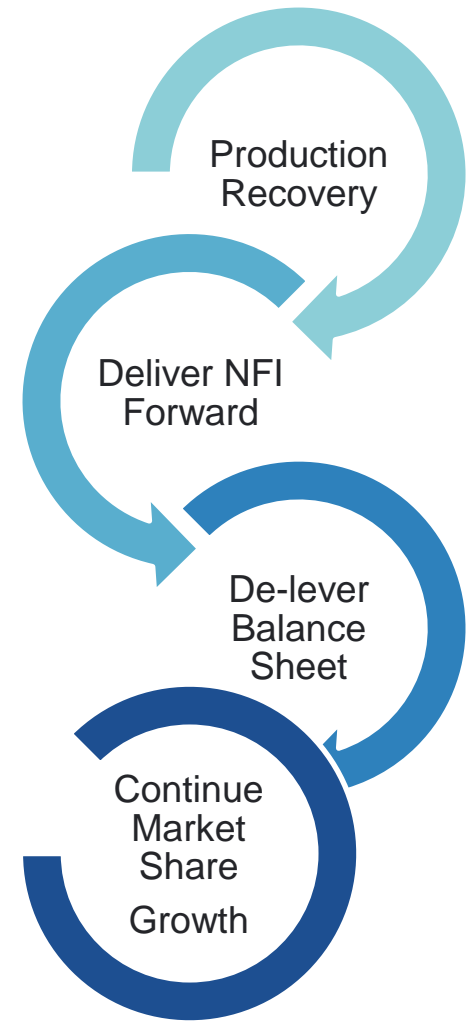 Production
Recovery
Deliver NFI
Forward
De-lever
Balance
Sheet
Continue
Market
Share
Growth